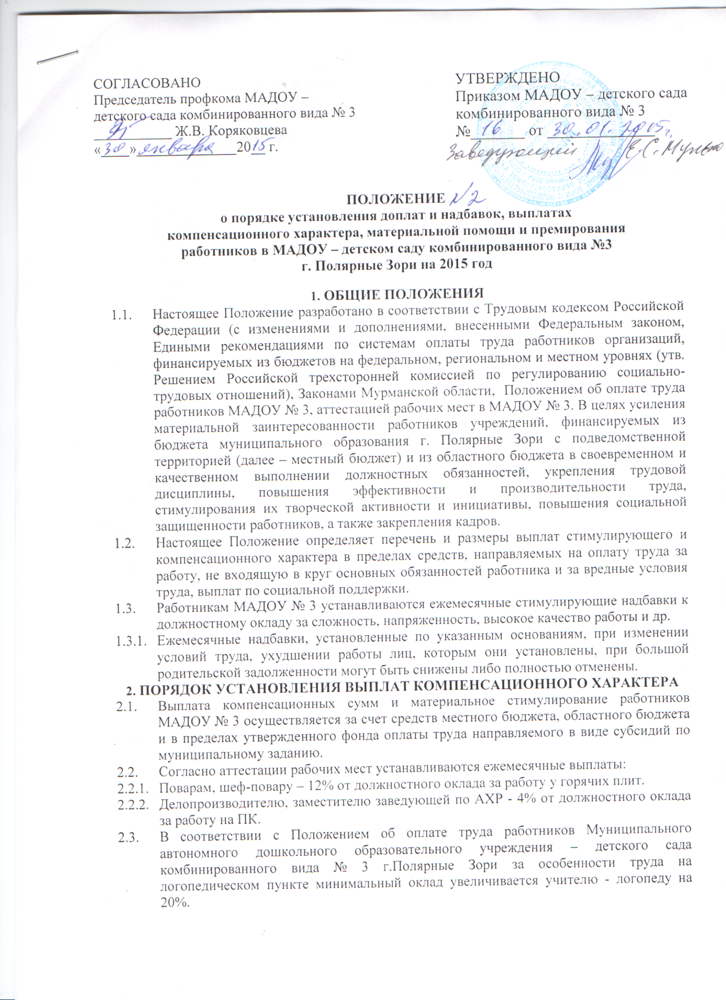 СОГЛАСОВАНО
Председатель профкома МАДОУ –
детского сада комбинированного вида № 3
Ж.В. Коряковцева
«30» января 2015 г.
УТВЕРЖДЕНО
Приказом МАДОУ – детского сада
комбинированного вида № 3
№ 16 от 30.01.2015 г.
Заведующий Е.С. Мунько
ПОЛОЖЕНИЕ №2
о порядке установления доплат и надбавок, выплатах
компенсационного характера, материальной помощи и премирования
работников в МАДОУ – детском саду комбинированного вида №3
г. Полярные Зори на 2015 год
1. ОБЩИЕ ПОЛОЖЕНИЯ
1.1. Настоящее Положение разработано в соответствии с Трудовым кодексом Российской
Федерации (с изменениями и дополнениями, внесенными Федеральным законом,
Едиными рекомендациями по системам оплаты труда работников организаций,
финансируемых из бюджетов на федеральном, региональном и местном уровнях (утв.
Решением Российской трехсторонней комиссией по регулированию социально-
трудовых отношений), Законами Мурманской области, Положением об оплате труда
работников МАДОУ № 3, аттестацией рабочих мест в МАДОУ № 3. В целях усиления
материальной заинтересованности работников учреждений, финансируемых из
бюджета муниципального образования г. Полярные Зори с подведомственной
территорией (далее – местный бюджет) и из областного бюджета в своевременном и
качественном выполнении должностных обязанностей, укрепления трудовой
дисциплины, повышения эффективности и производительности труда,
стимулирования их творческой активности и инициативы, повышения социальной
защищенности работников, а также закрепления кадров.
1.2. Настоящее Положение определяет перечень и размеры выплат стимулирующего и
компенсационного характера в пределах средств, направляемых на оплату труда за
работу, не входящую в круг основных обязанностей работника и за вредные условия
труда, выплат по социальной поддержки.
1.3. Работникам МАДОУ № 3 устанавливаются ежемесячные стимулирующие надбавки к
должностному окладу за сложность, напряженность, высокое качество работы и др.
1.3.1. Ежемесячные надбавки, установленные по указанным основаниям, при изменении
условий труда, ухудшении работы лиц, которым они установлены, при большой
родительской задолженности могут быть снижены либо полностью отменены.
2. ПОРЯДОК УСТАНОВЛЕНИЯ ВЫПЛАТ КОМПЕНСАЦИОННОГО ХАРАКТЕРА
2.1. Выплата компенсационных сумм и материальное стимулирование работников
МАДОУ № 3 осуществляется за счет средств местного бюджета, областного бюджета
и в пределах утвержденного фонда оплаты труда направляемого в виде субсидий по
муниципальному заданию.
2.2. Согласно аттестации рабочих мест устанавливаются ежемесячные выплаты:
2.2.1. Поварам, шеф-повару – 12% от должностного оклада за работу у горячих плит.
2.2.2. Делопроизводителю, заместителю заведующей по АХР - 4% от должностного оклада
за работу на ПК.
2.3. В соответствии с Положением об оплате труда работников Муниципального
автономного дошкольного образовательного учреждения – детского сада
комбинированного вида № 3 г.Полярные Зори за особенности труда на
логопедическом пункте минимальный оклад увеличивается учителю - логопеду на
20%.